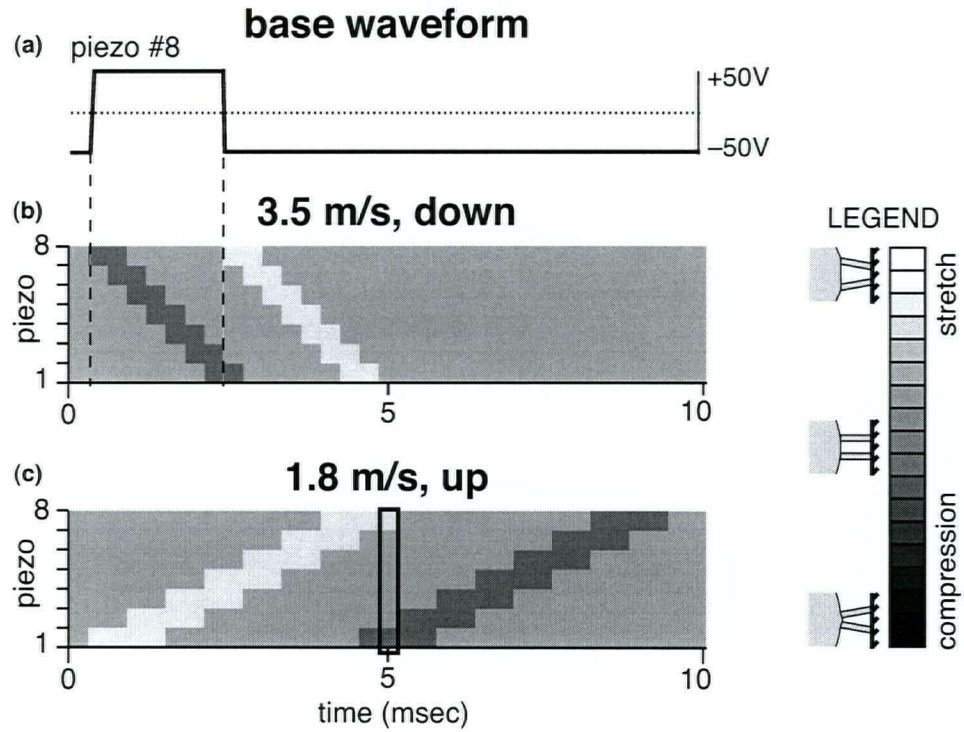 base waveform
(a)
piezo #8
+50V
–50V
(b)
3.5 m/s, down
8
piezo
1
0
5
10
LEGEND
stretch
compression
(c)
1.8 m/s, up
8
piezo
1
0
5
10
time (msec)